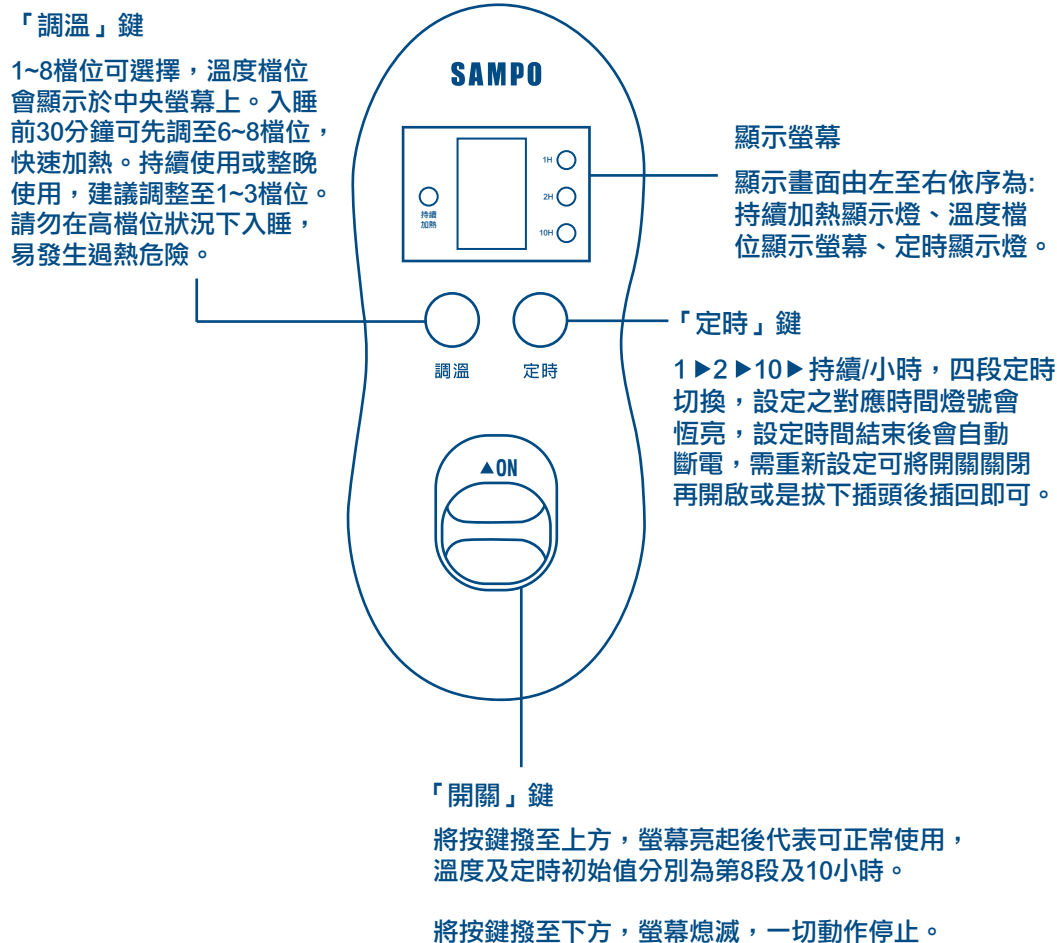 「調溫」鍵
1~8檔位可選擇，溫度檔位
會顯示於中央螢幕上。入睡
前30分鐘可先調至6~8檔位，
快速加熱。持續使用或整晚
使用，建議調整至1~3檔位。
請勿在高檔位狀況下入睡，
易發生過熱危險。
SAMPO
持續
加熱
1H
2H
10H
顯示螢幕
顯示畫面由左至右依序為:
持續加熱顯示燈、溫度檔
位顯示螢幕、定時顯示燈。
調溫
定時
「定時」鍵
1▶2▶10▶持續/小時，四段定時
切換，設定之對應時間燈號會
恆亮，設定時間結束後會自動
斷電，需重新設定可將開關關閉
再開啟或是拔下插頭後插回即可。
▲ON
「開關」鍵
將按鍵撥至上方，螢幕亮起後代表可正常使用，
溫度及定時初始值分別為第8段及10小時。
將按鍵撥至下方，螢幕熄滅，一切動作停止。